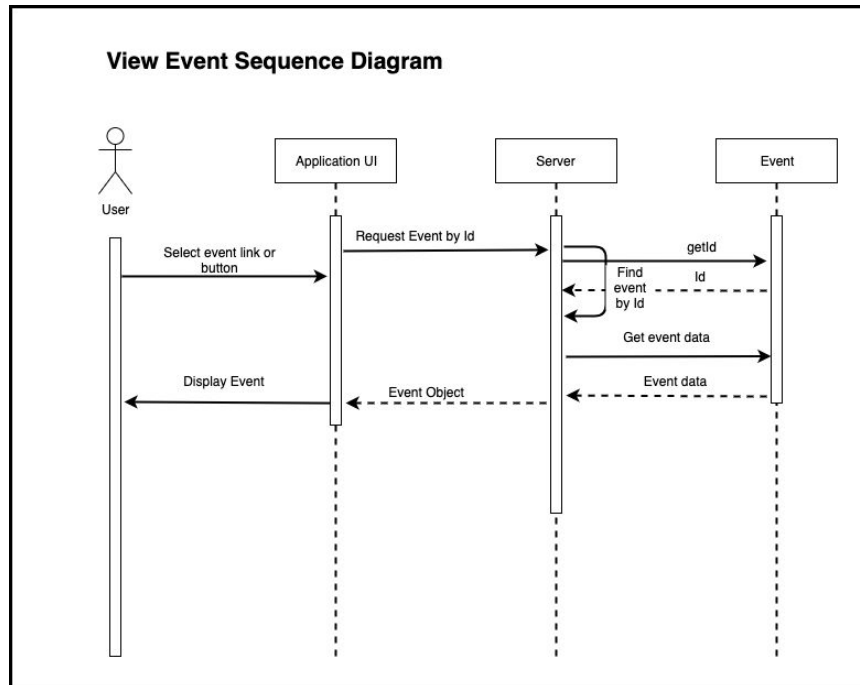 View Event Sequence Diagram
User
Application UI
Server
Event
Select event link or
button
Request Event by Id
Find
event
by Id
getId
Id
Get event data
Event data
Event Object
Display Event